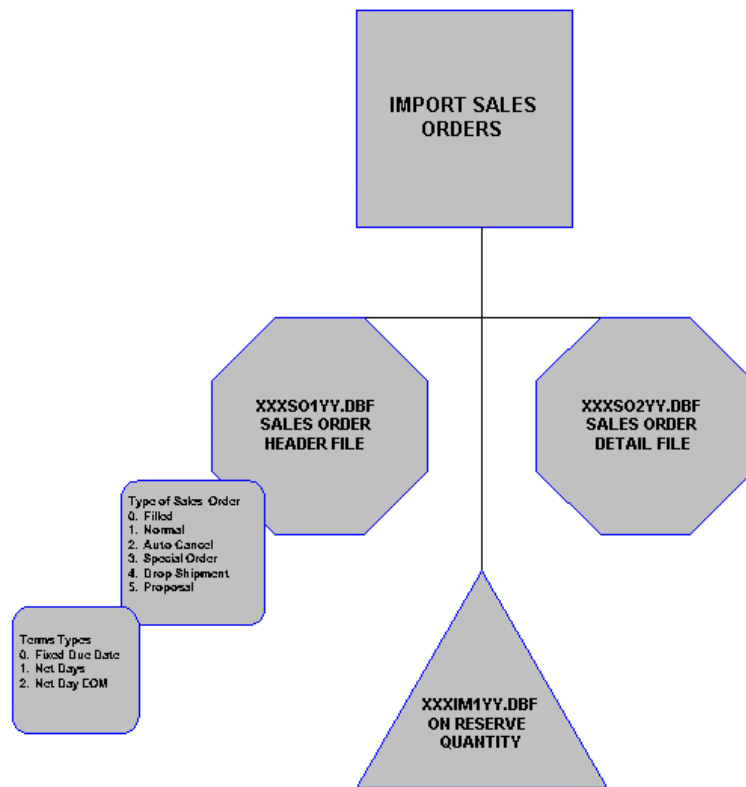 IMPORT SALES
ORDERS
XXXSO1YY.DBF
SALES ORDER
HEADER FILE
XXXSO2YY.DBF
SALES ORDER
DETAIL FILE
Type of Sales Order
0. Filled
1. Normal
2. Auto Cancel
3. Special Order
4. Drop Shipment
5. Proposal
Terms Types
0. Fixed Due Date
1. Net Days
2. Net Day EOM
XXXIM1YY.DBF
ON RESERVE
QUANTITY